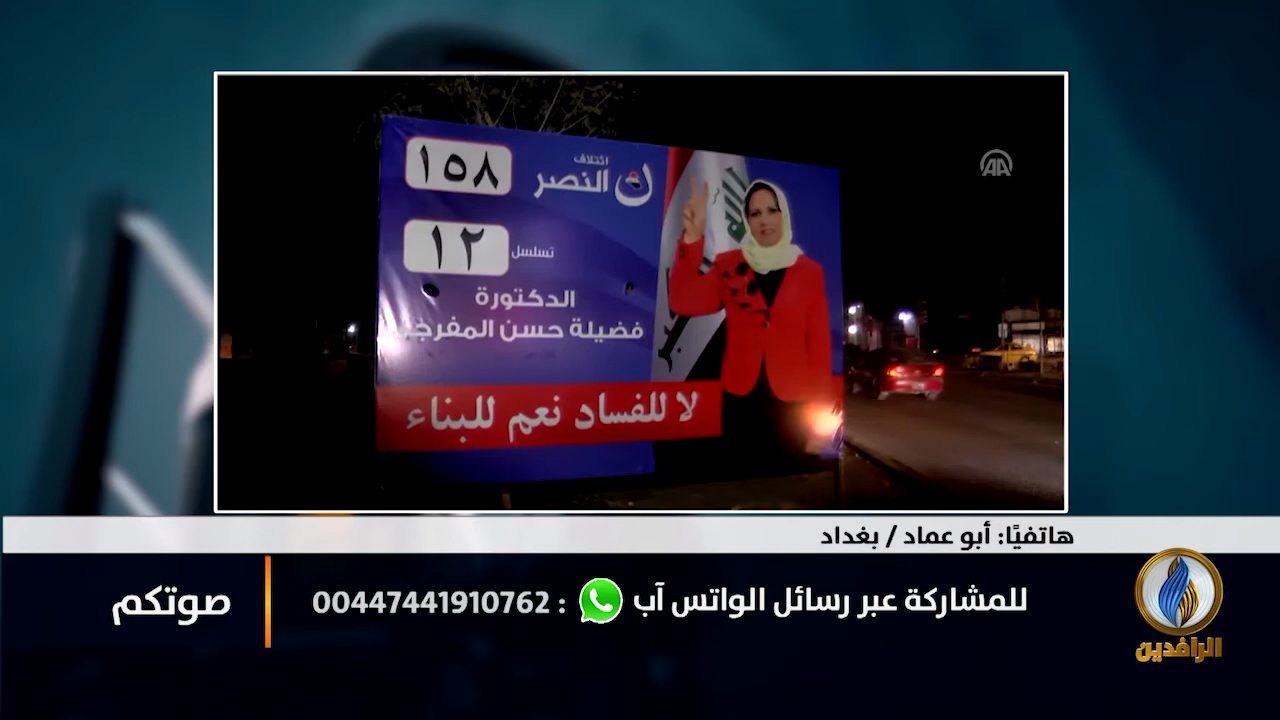 ائتلاف
النصر
١٥٨
تسلسل
١٢
الدكتورة
فضيلة حسن المفرجي
لا للفساد نعم للبناء
AA
هاتفيًا: أبو عماد / بغداد
للمشاركة عبر رسائل الواتس آب : 00447441910762
صوتكم
الرافدين